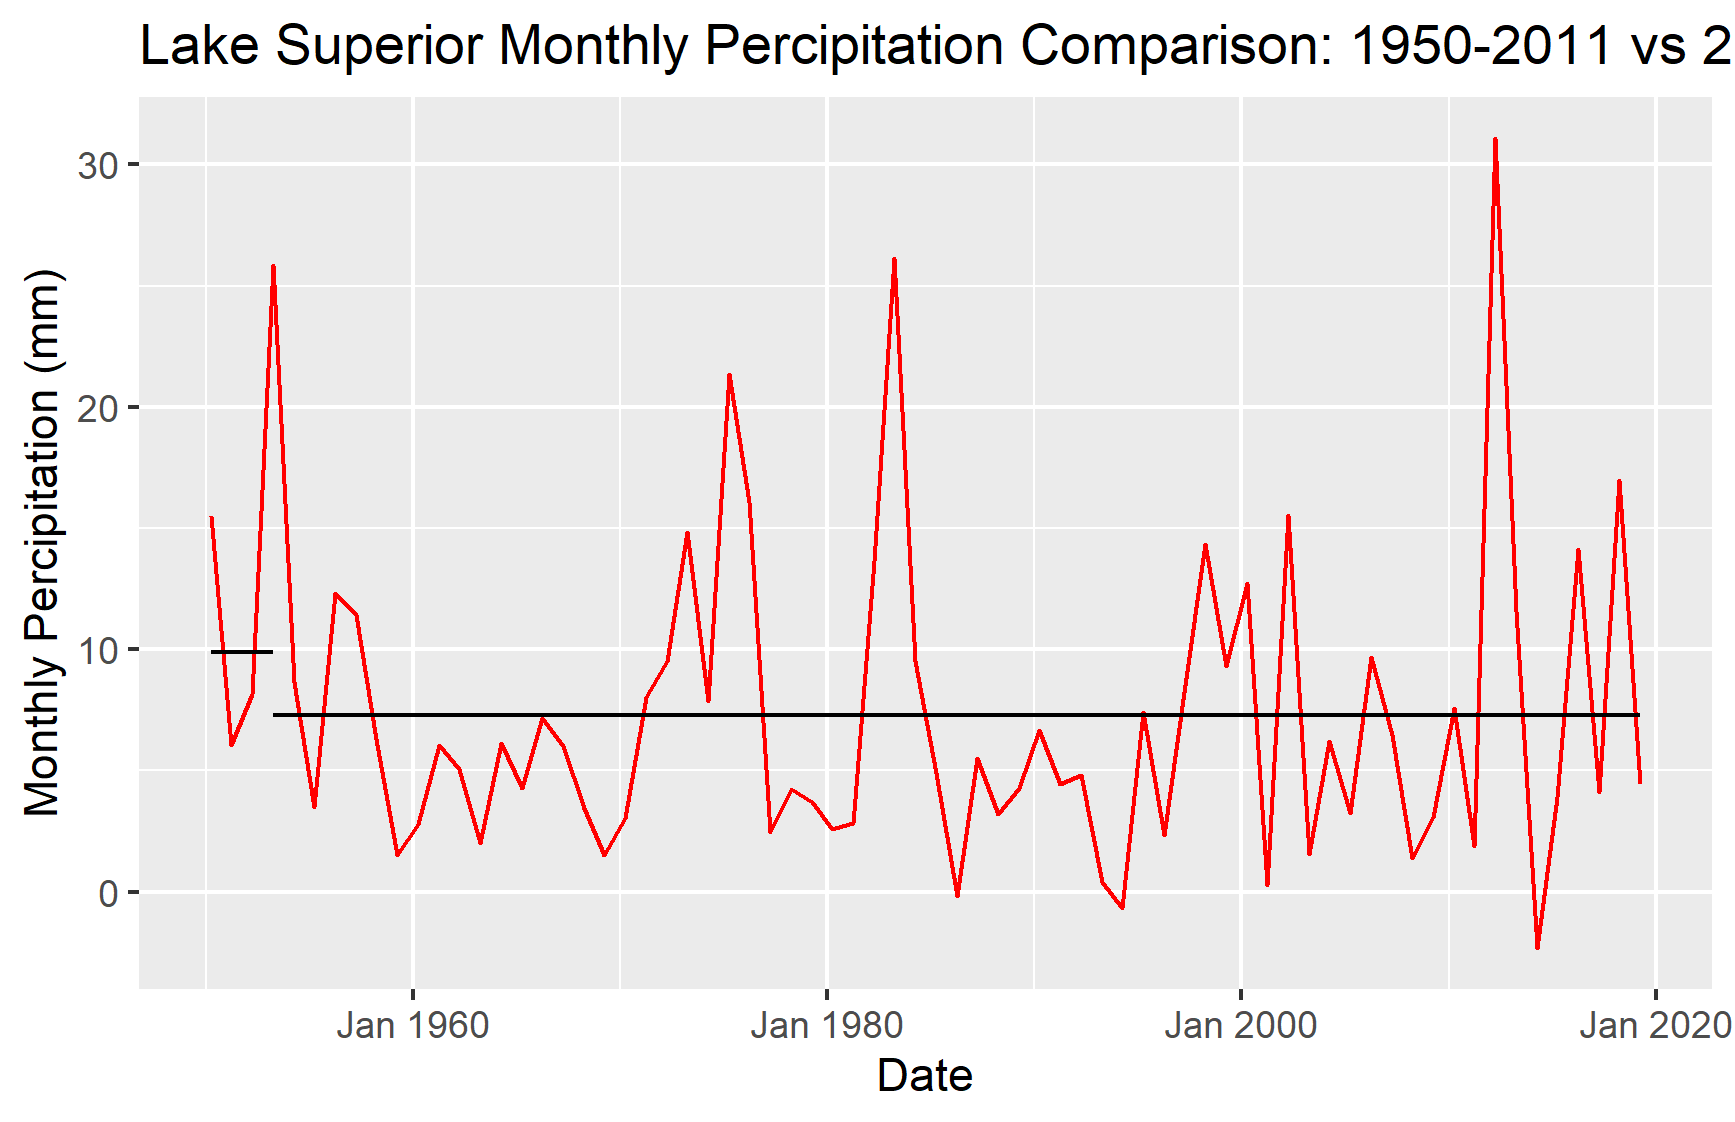 Lake Superior Monthly Percipitation Comparison: 1950-2011 vs 2
Monthly Percipitation (mm)
30
20
10
0
Jan 1960
Jan 1980
Jan 2000
Jan 2020
Date